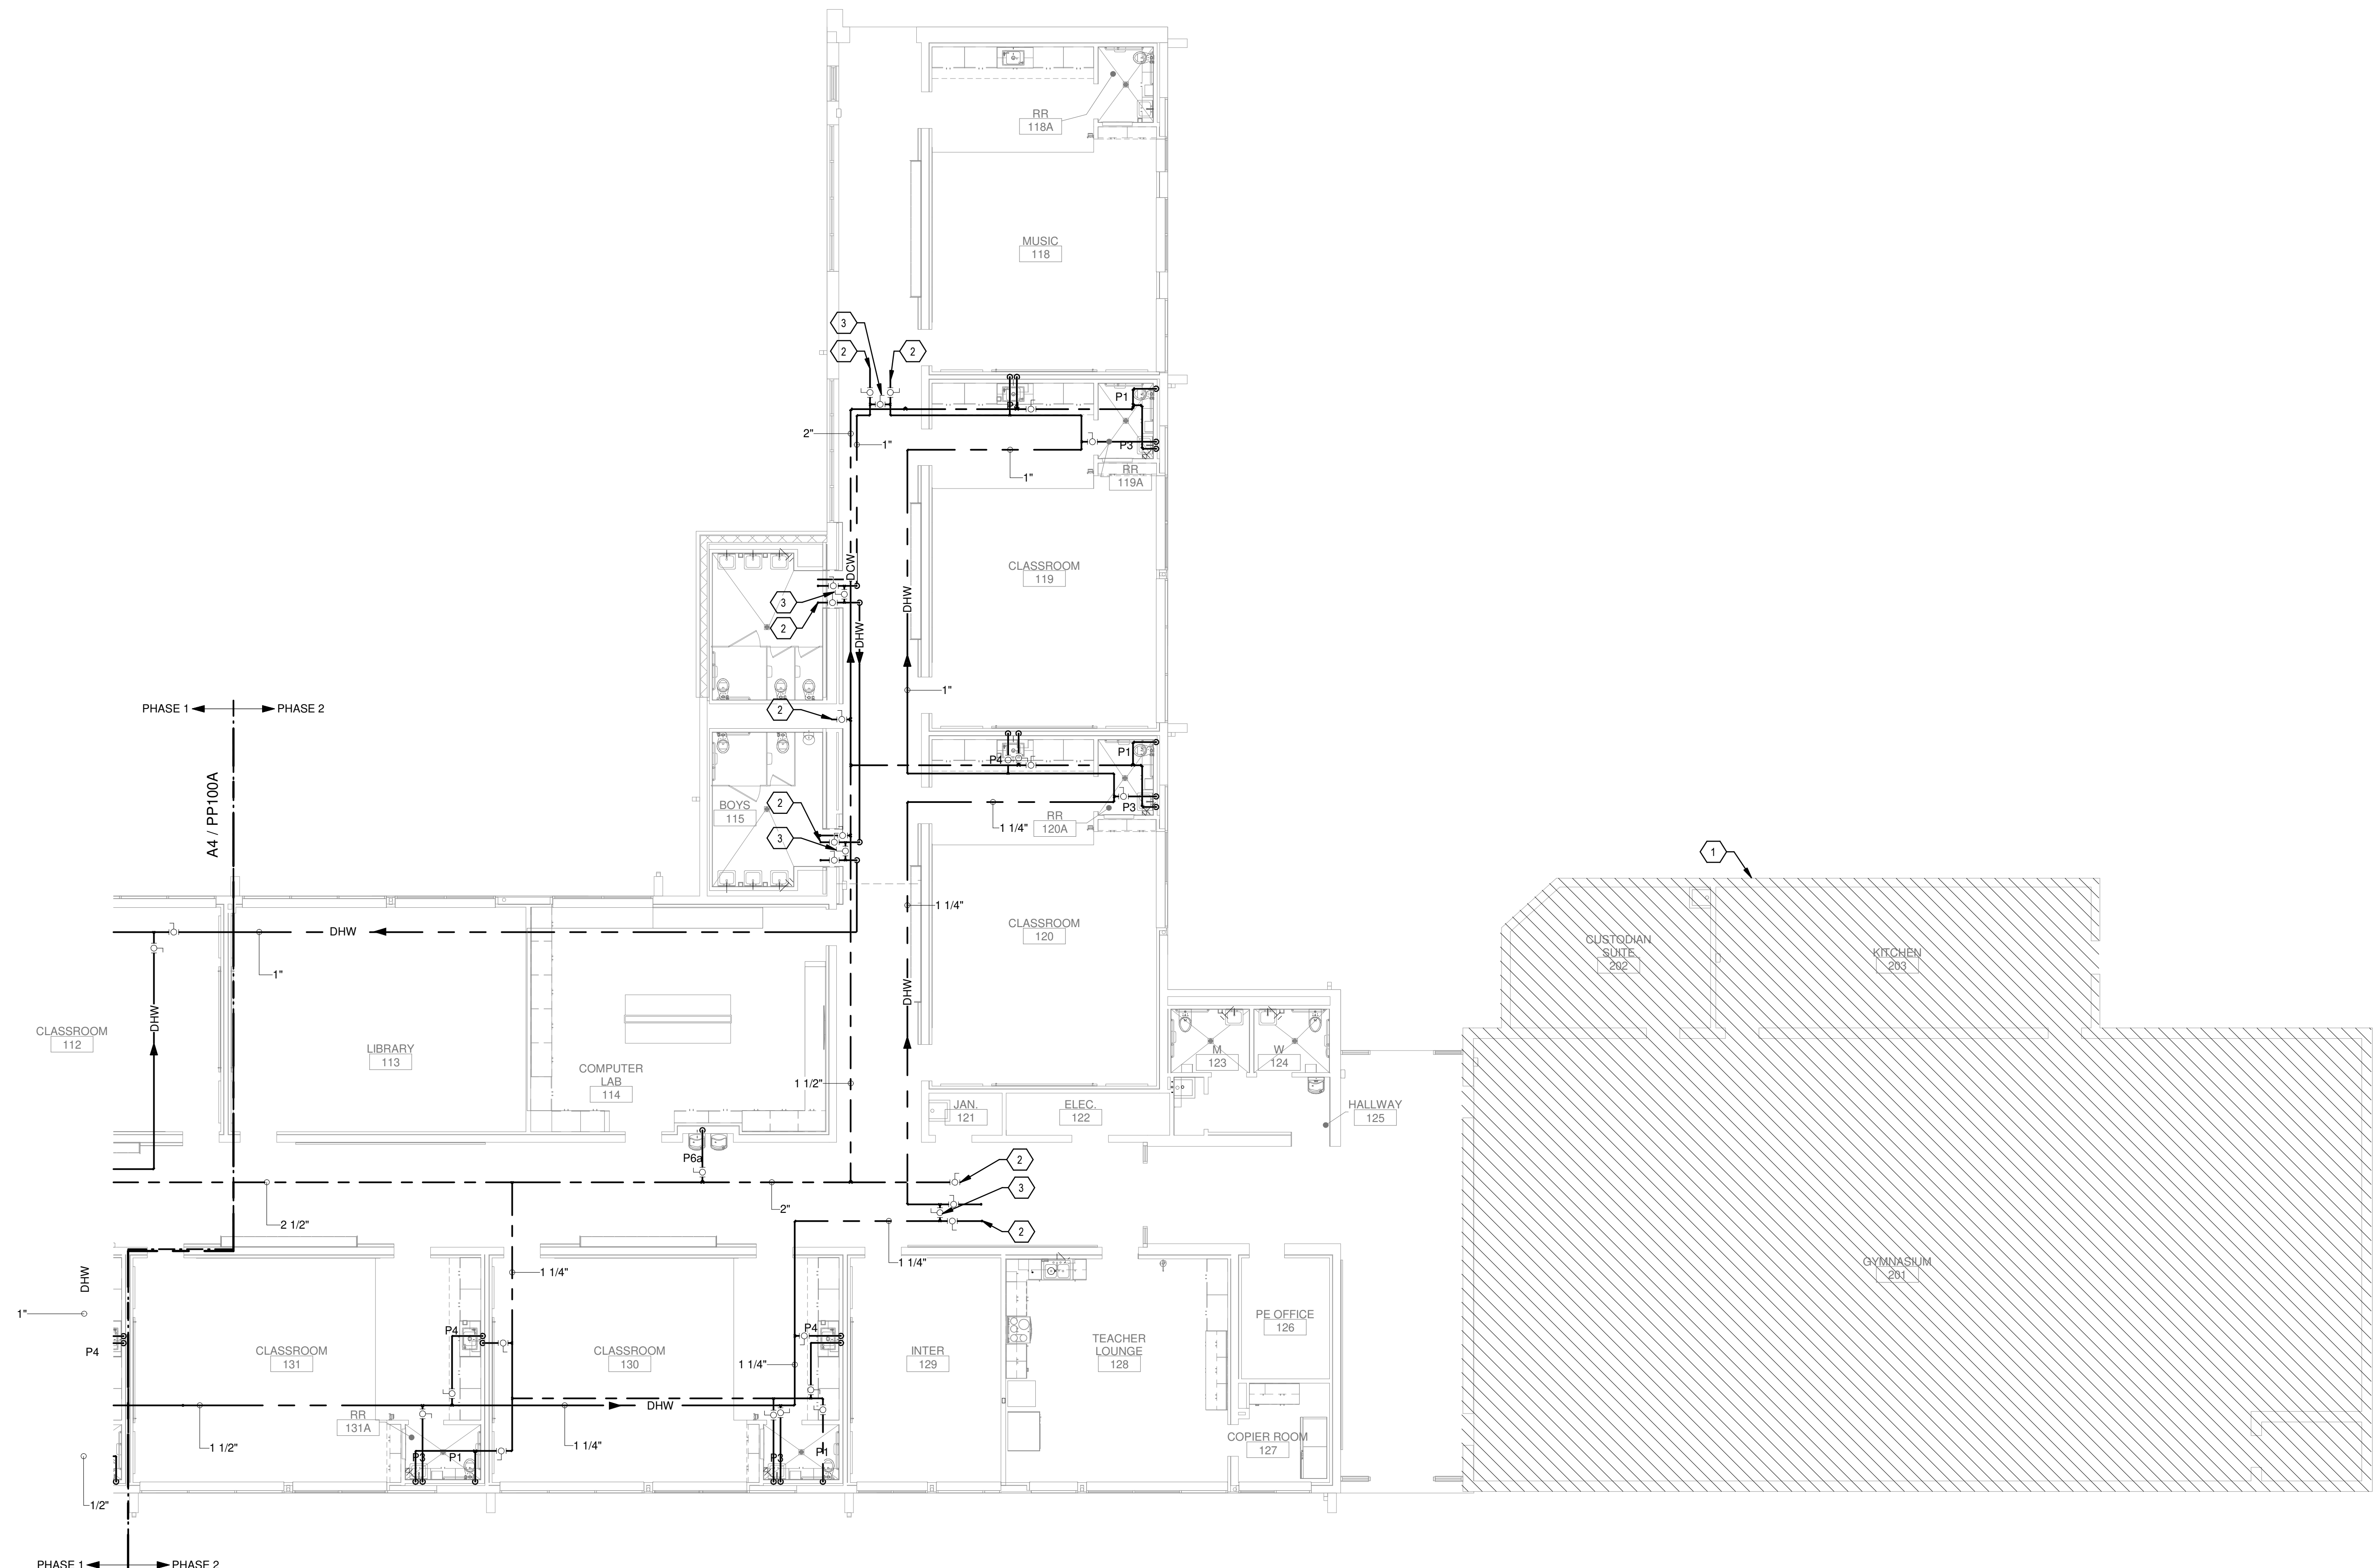 RR
118A
MUSIC
118
3
2
2
P1
2"
1"
P3
1"
RR
119A
DCW
CLASSROOM
119
DHW
3
2
DHW
1"
PHASE 1
PHASE 2
2
P1
P4
A4 / PP100A
BOYS
115
2
P3
RR
120A
1 1/4"
3
1
1 1/4"
CLASSROOM
120
DHW
CUSTODIAN
SUITE
202
KITCHEN
203
1"
DHW
DHW
CLASSROOM
112
LIBRARY
113
COMPUTER
LAB
114
M
123
W
124
1 1/2"
JAN.
121
ELEC.
122
HALLWAY
125
P6a
2
3
2"
2 1/2"
2
1 1/4"
GYMNASIUM
201
DHW
1 1/4"
1"
PE OFFICE
126
P4
P4
P4
CLASSROOM
131
CLASSROOM
130
1 1/4"
INTER
129
TEACHER
LOUNGE
128
DHW
RR
131A
1 1/2"
1 1/4"
COPIER ROOM
127
P3
P1
P3
P1
1/2"
PHASE 1
PHASE 2